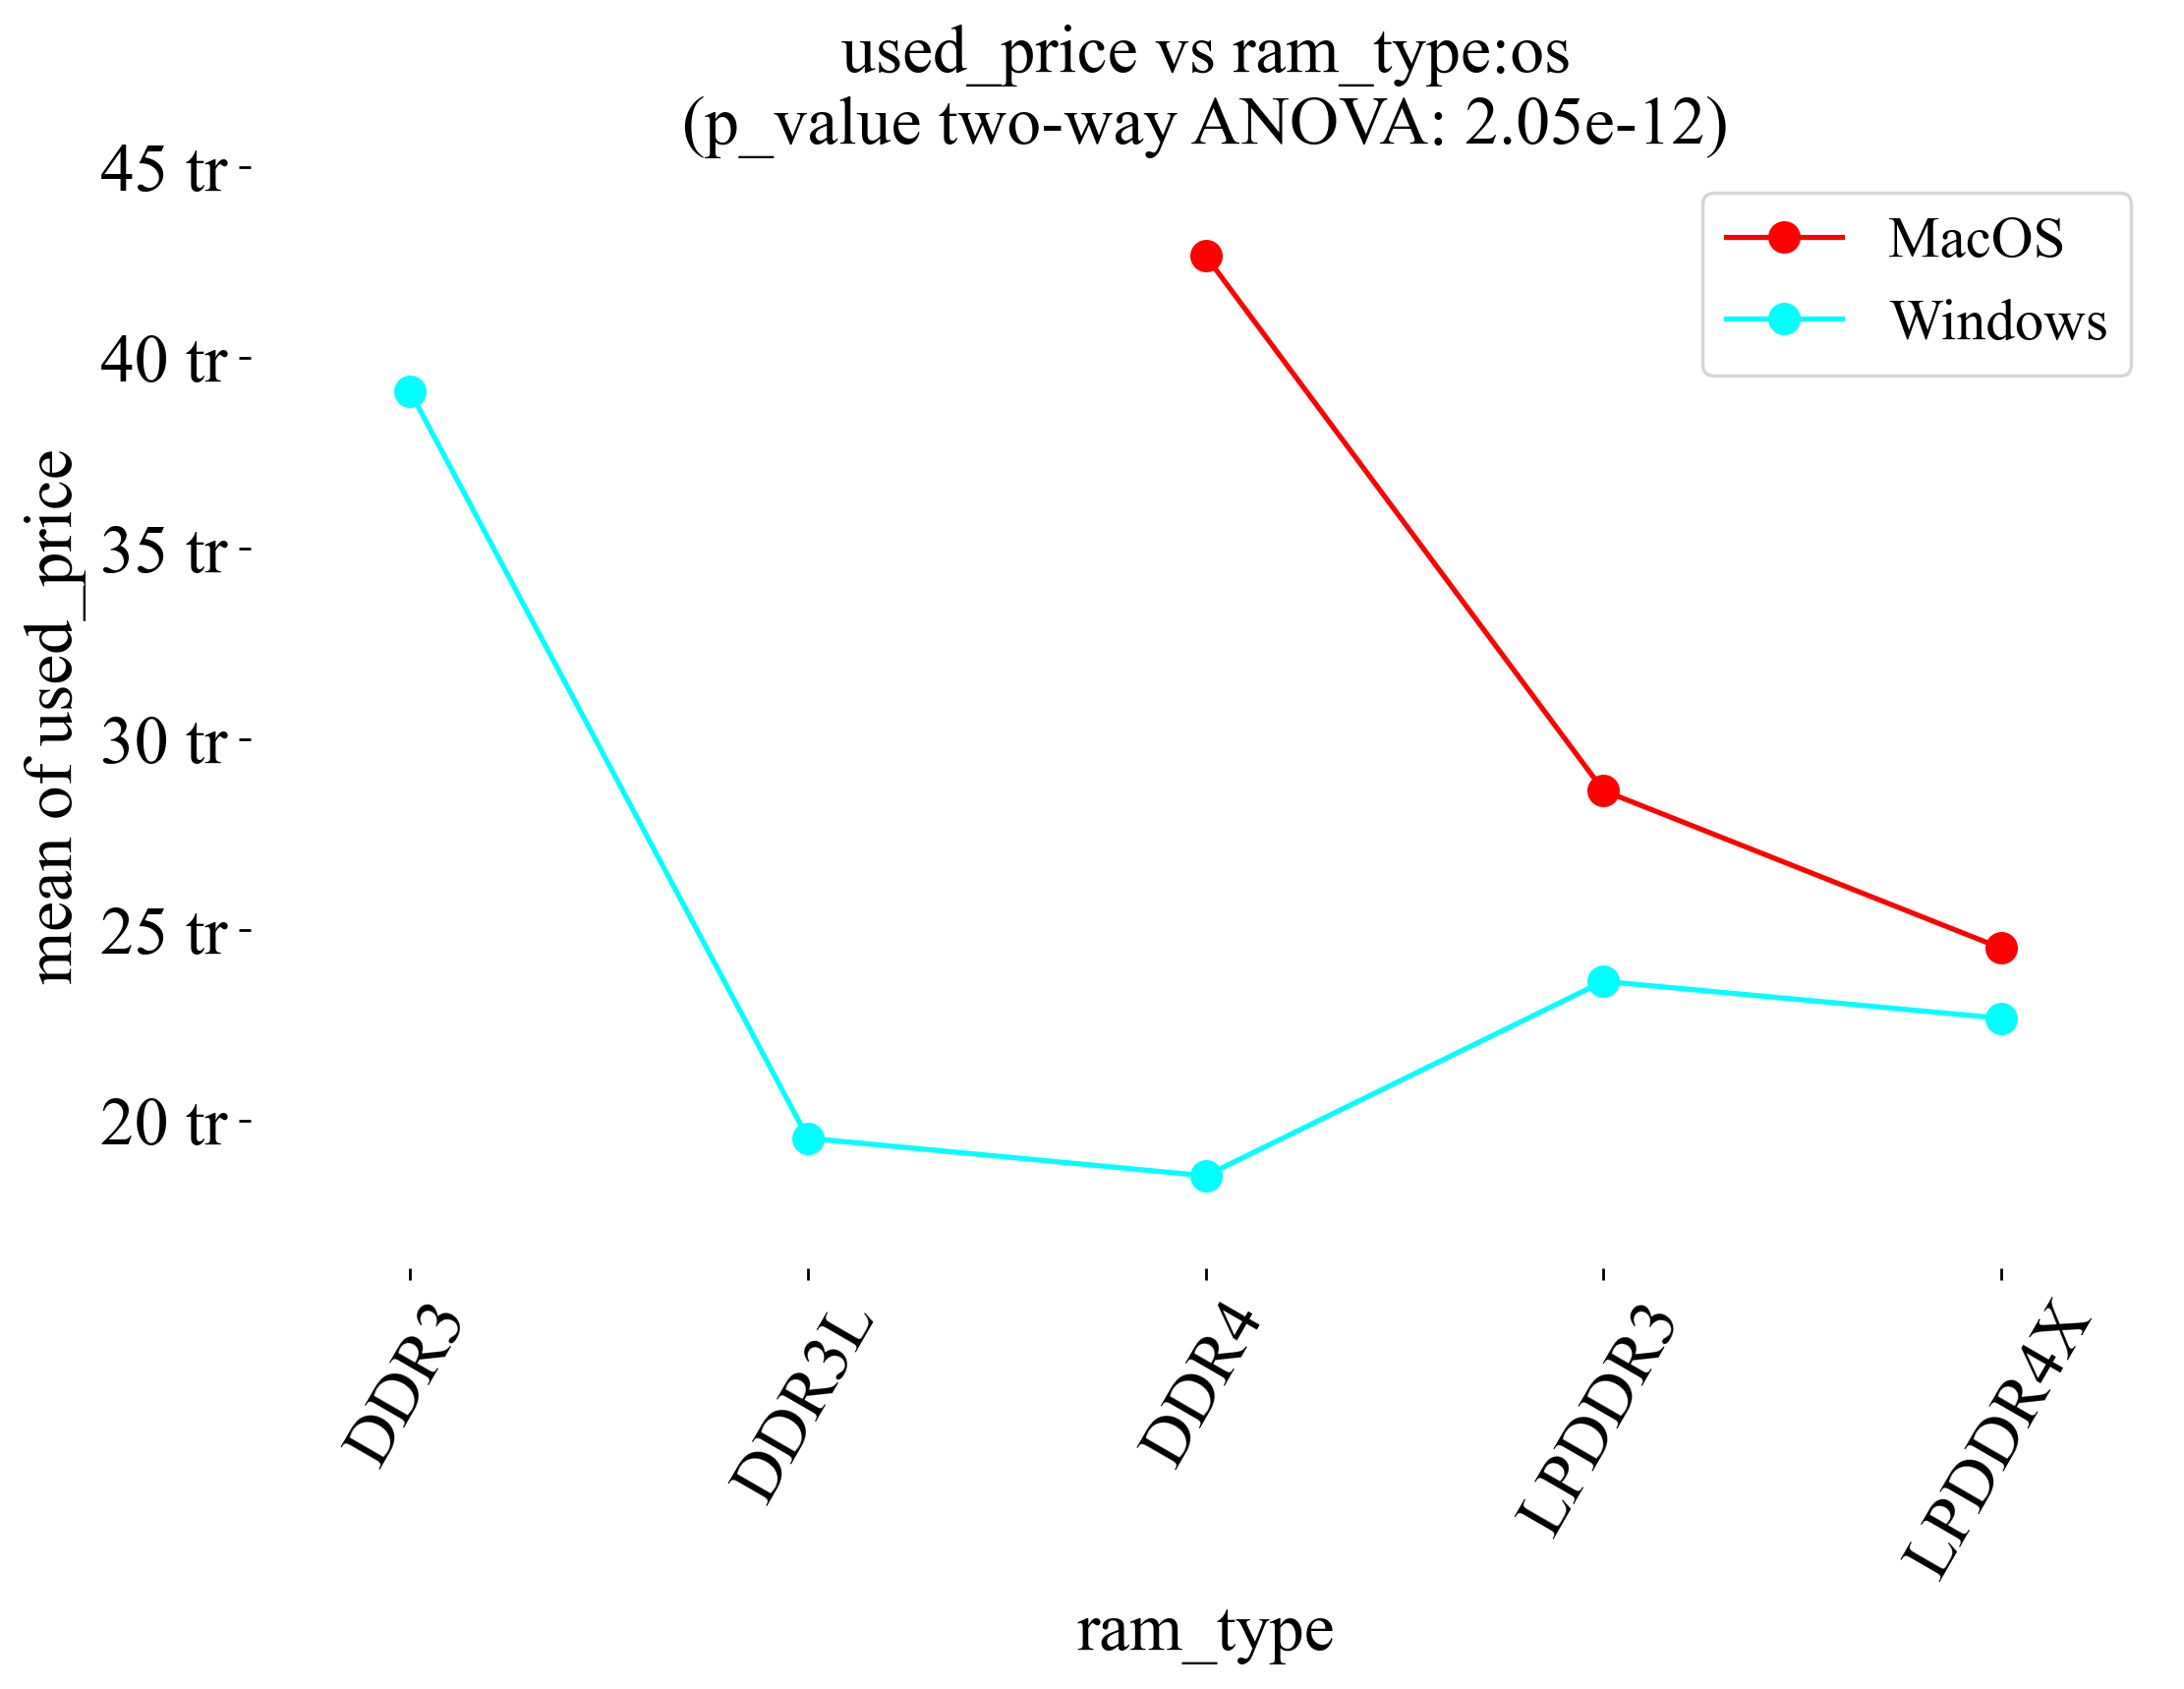 used_price vs ram_type:os
(p_value two-way ANOVA: 2.05e-12)
45 tr
40 tr
35 tr
30 tr
25 tr
20 tr
mean of used_price
MacOS
Windows
DDR3
DDR3L
DDR4
LPDDR3
LPDDR4X
ram_type